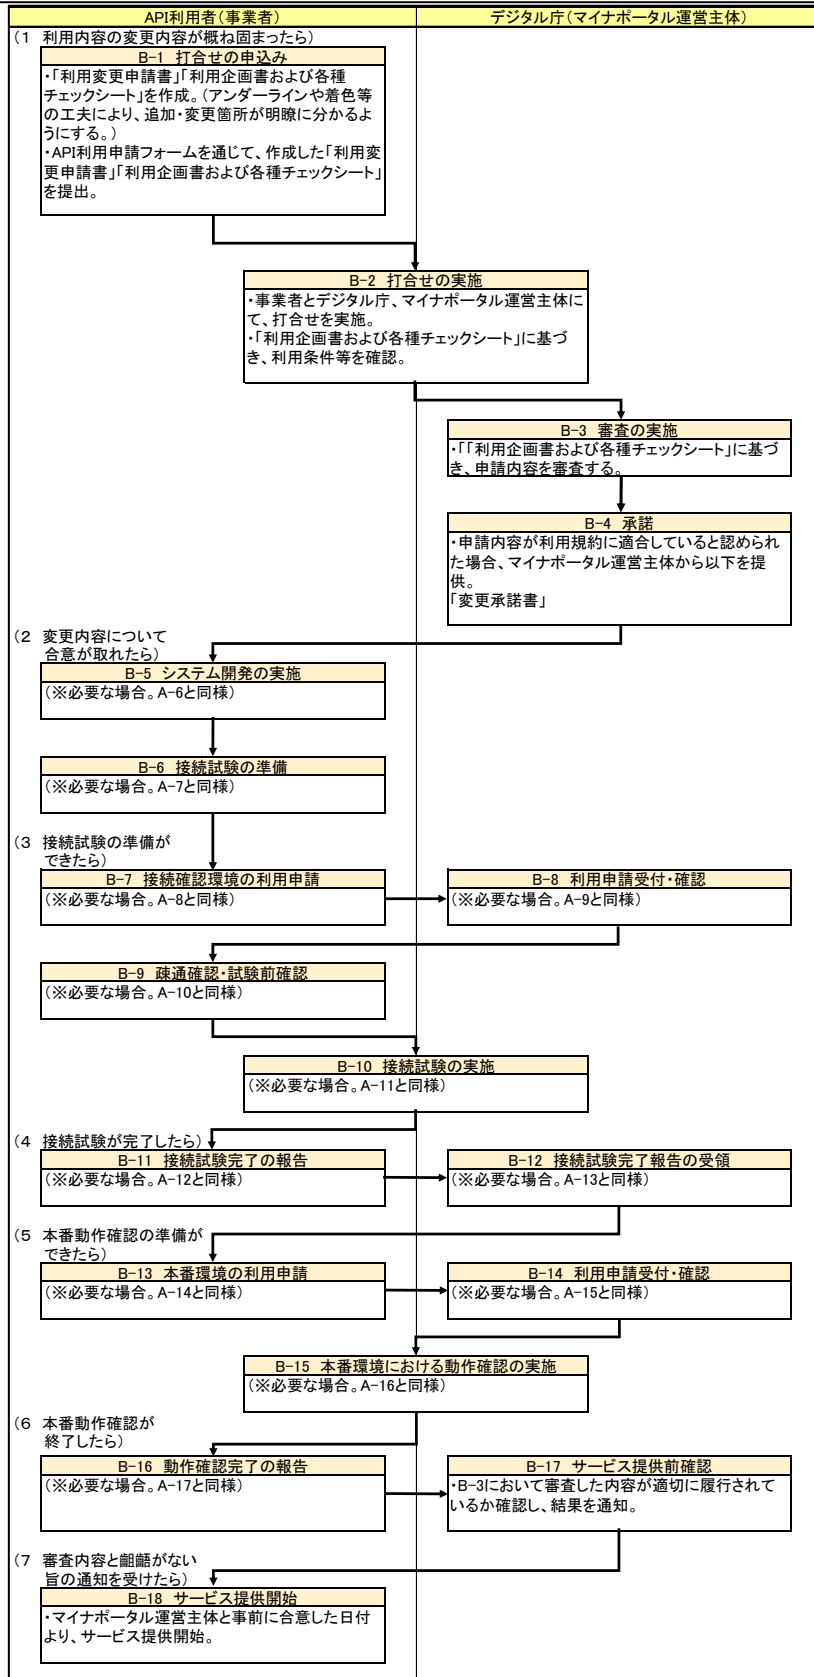 API利用者(事業者)
デジタル庁(マイナポータル運営主体)
(1 利用内容の変更内容が概ね固まったら)
B-1 打合せの申込み
・「利用変更申請書」「利用企画書および各種
チェックシート」を作成。(アンダーラインや着色等
の工夫により、追加・変更箇所が明瞭に分かるよ
うにする。)
・API利用申請フォームを通じて、作成した「利用変
更申請書」「利用企画書および各種チェックシート」
を提出。
B-2 打合せの実施
・事業者とデジタル庁、マイナポータル運営主体に
て、打合せを実施。
・「利用企画書および各種チェックシート」に基づ
き、利用条件等を確認。
B-3 審査の実施
・「「利用企画書および各種チェックシート」に基づ
き、申請内容を審査する。
B-4 承諾
・申請内容が利用規約に適合していると認められ
た場合、マイナポータル運営主体から以下を提
供。
「変更承諾書」
(2 変更内容について
合意が取れたら)
B-5 システム開発の実施
(※必要な場合。A-6と同様)
B-6 接続試験の準備
(※必要な場合。A-7と同様)
(3 接続試験の準備が
できたら)
B-7 接続確認環境の利用申請
(※必要な場合。A-8と同様)
B-8 利用申請受付・確認
(※必要な場合。A-9と同様)
B-9 疎通確認・試験前確認
(※必要な場合。A-10と同様)
B-10 接続試験の実施
(※必要な場合。A-11と同様)
(4 接続試験が完了したら)
B-11 接続試験完了の報告
(※必要な場合。A-12と同様)
B-12 接続試験完了報告の受領
(※必要な場合。A-13と同様)
(5 本番動作確認の準備が
できたら)
B-13 本番環境の利用申請
(※必要な場合。A-14と同様)
B-14 利用申請受付・確認
(※必要な場合。A-15と同様)
B-15 本番環境における動作確認の実施
(※必要な場合。A-16と同様)
(6 本番動作確認が
終了したら)
B-16 動作確認完了の報告
(※必要な場合。A-17と同様)
B-17 サービス提供前確認
・B-3において審査した内容が適切に履行されて
いるか確認し、結果を通知。
(7 審査内容と齟齬がない
旨の通知を受けたら)
B-18 サービス提供開始
・マイナポータル運営主体と事前に合意した日付
より、サービス提供開始。